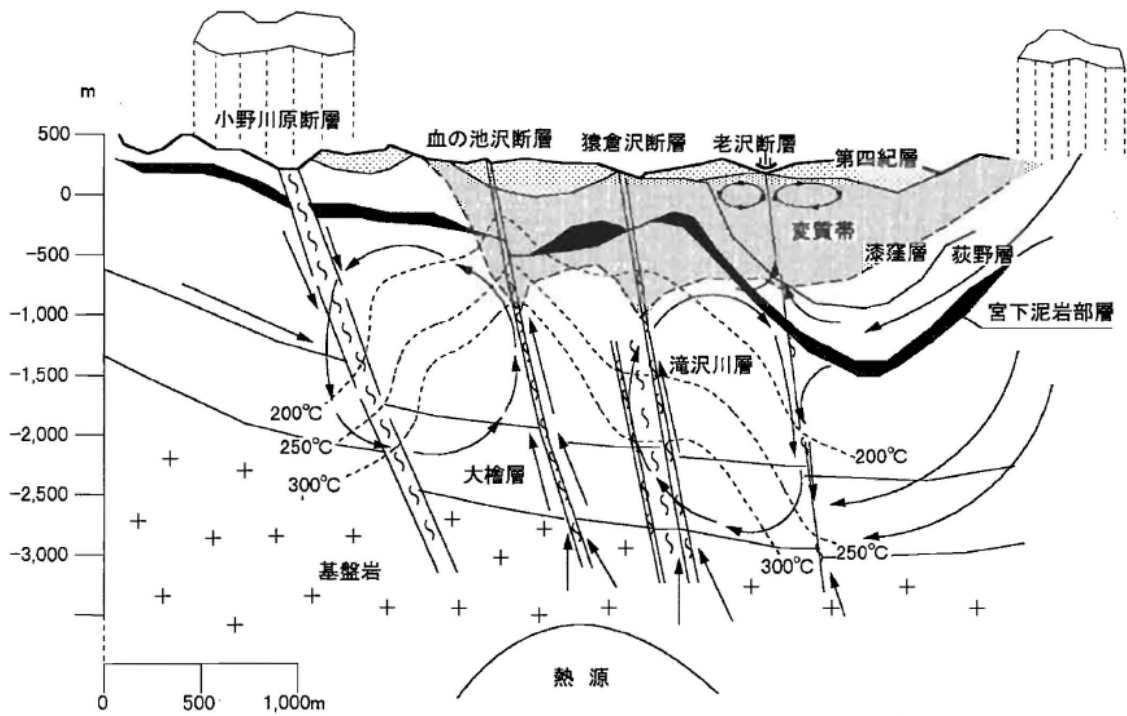 m
500
0
−500
−1,000
−1,500
−2,000
−2,500
−3,000
小野川原断層
血の池沢断層
猿倉沢断層
老沢断層
第四紀層
変質帯
漆窪層
荻野層
宮下泥岩部層
滝沢川層
200℃
250℃
300℃
大檜層
200℃
250℃
300℃
基盤岩
熱源
0
500
1,000m